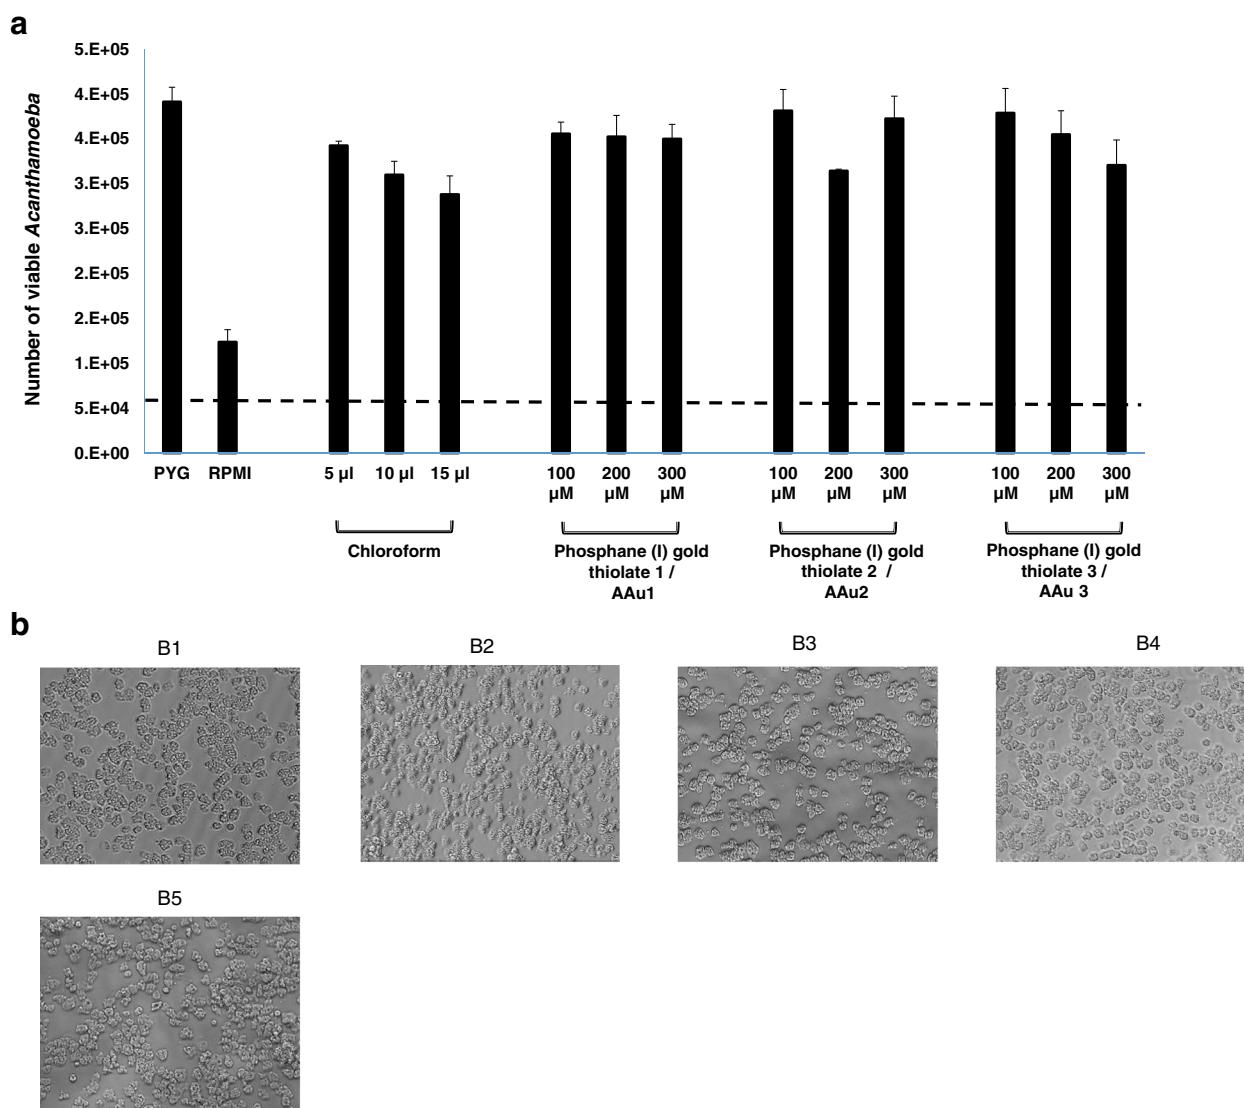 a
Number of viable Acanthamoeba
5.E+05
4.E+05
4.E+05
3.E+05
3.E+05
2.E+05
2.E+05
1.E+05
5.E+04
0.E+00
PYG RPMI 5 µl 10 µl 15 µl 100 200 300 100 200 300 100 200 300
µM µM µM µM µM µM µM µM µM
Chloroform
Phosphane (I) gold
thiolate 1 /
AAu1
Phosphane (I) gold
thiolate 2 /
AAu2
Phosphane (I) gold
thiolate 3 /
AAu 3
b
B1 B2 B3 B4
B5